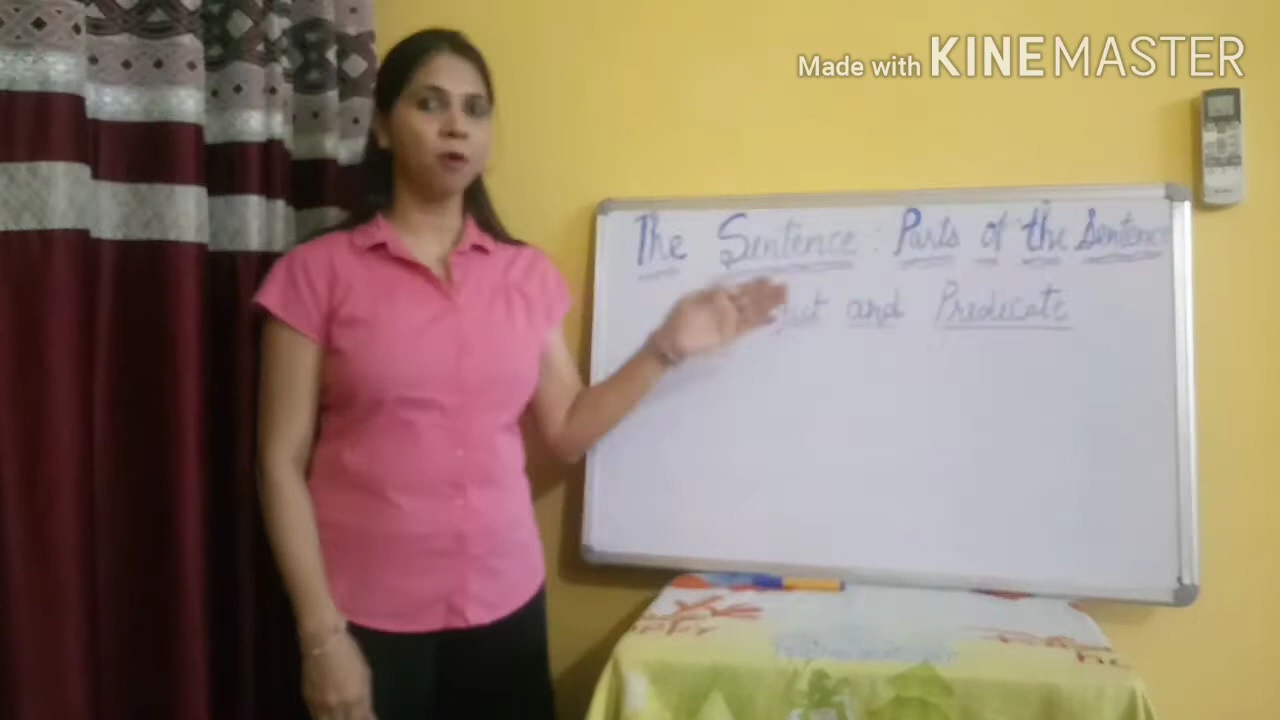 Made with KINEMASTER
The Sentence : Parts of the Sentence
and Predicate